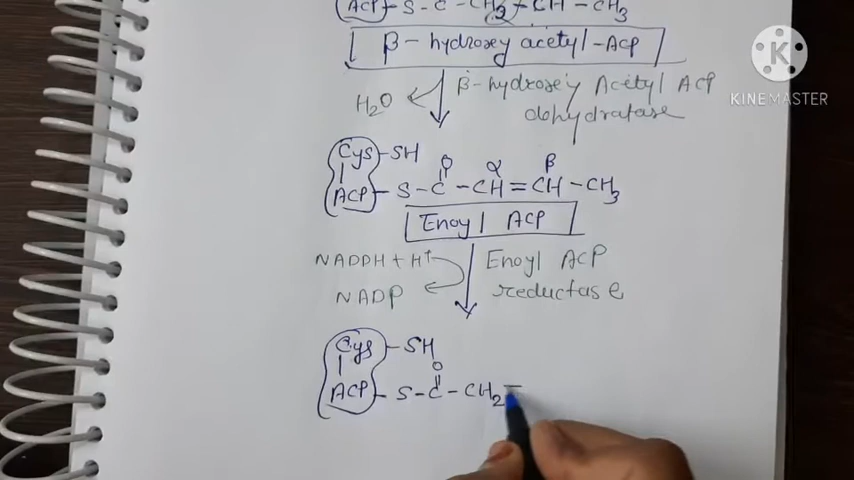 ACP - S - C - CH2 - CH - CH3
β - hydroxy acetyl - ACP
H2O
β-hydroxy Acetyl ACP
dehydratase
K
KINEMASTER
Cys - SH
O α β
ACP - S - C - CH = CH - CH3
Enoyl ACP
NADPH + H+
Enoyl ACP
NADP
reductase
Cys - SH
O
ACP - S - C - CH2 -